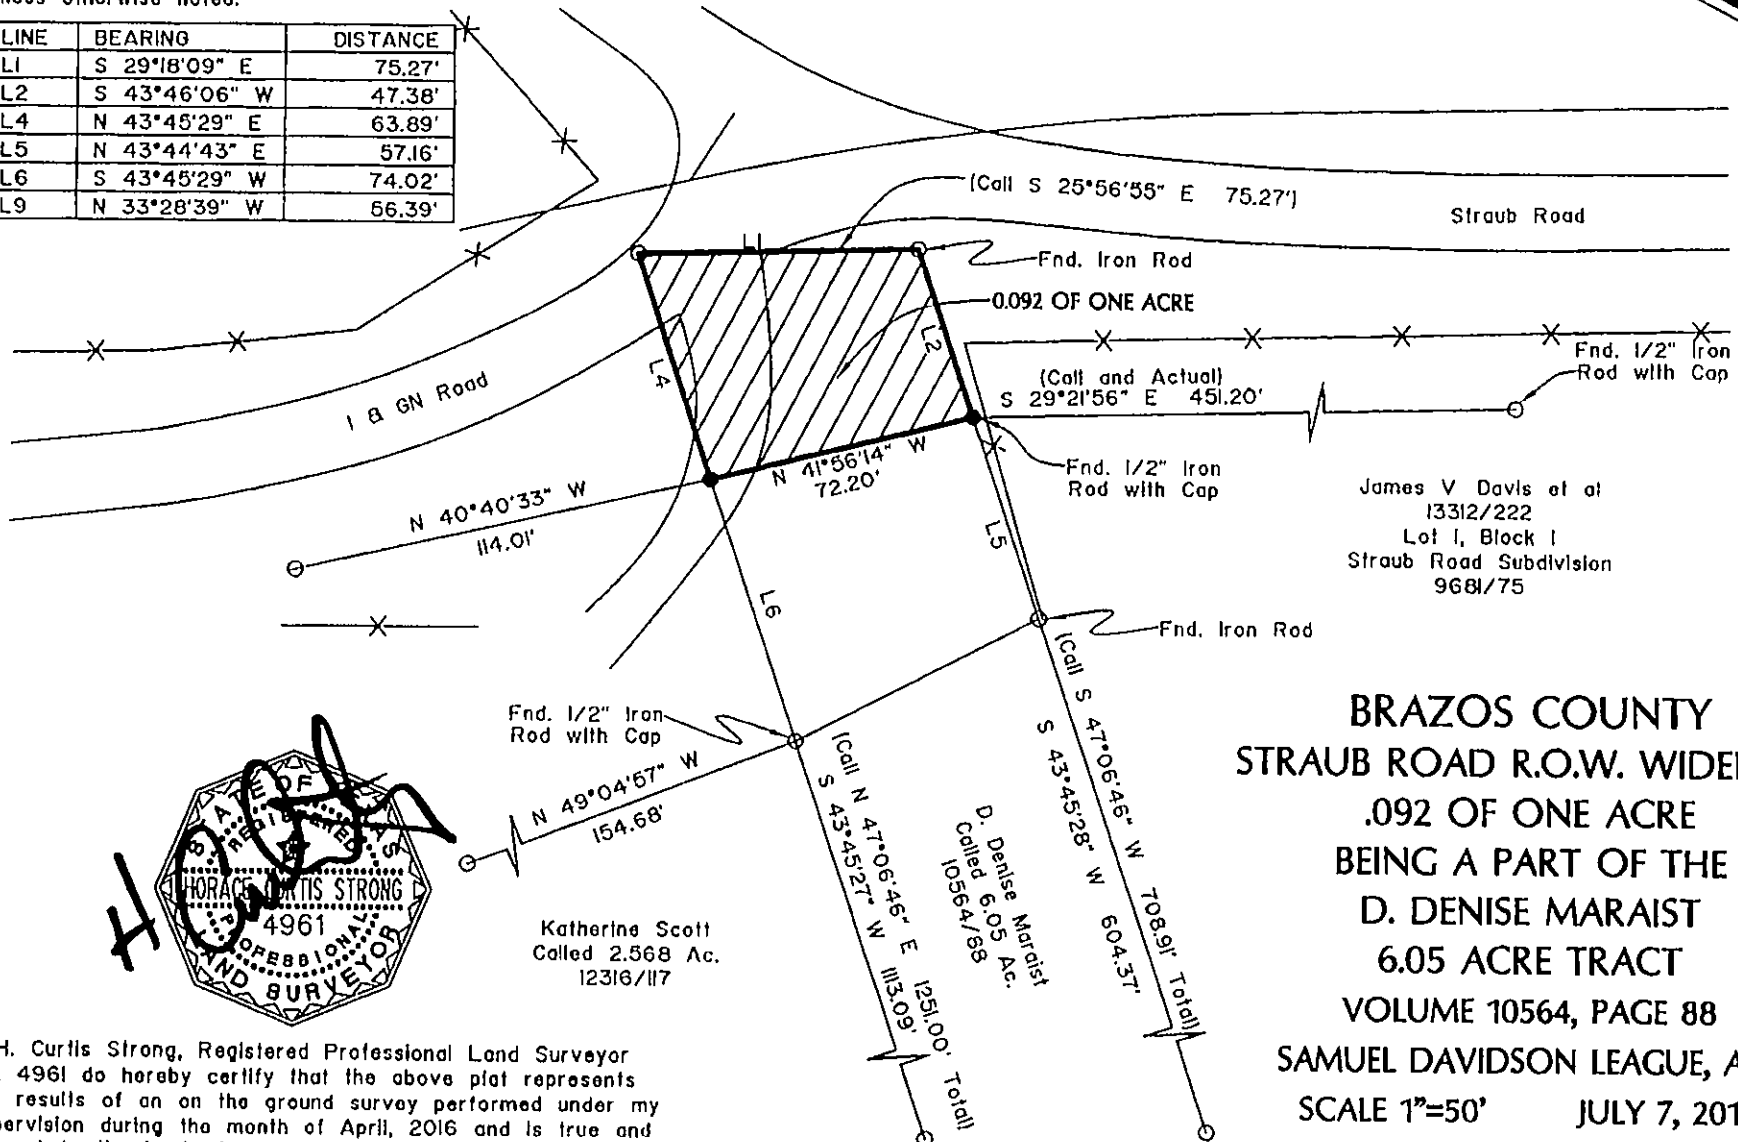 LINE BEARING DISTANCE
L1 S 29°18'09" E 75.27'
L2 S 43°46'06" W 47.38'
L4 N 43°45'29" E 63.89'
L5 N 43°44'43" E 57.16'
L6 S 43°45'29" W 74.02'
L9 N 33°28'39" W 56.39'
(Call S 25°56'55" E 75.27')
Straub Road
L1
Fnd. Iron Rod
0.092 OF ONE ACRE
L2
L4
Fnd. 1/2" Iron
Rod with Cap
(Call and Actual)
S 29°21'56" E 451.20'
I & GN Road
N 41°56'14" W
72.20'
Fnd. 1/2" Iron
Rod with Cap
N 40°40'33" W
114.01'
James V Davis et al
13312/222
Lot 1, Block 1
Straub Road Subdivision
9681/75
L5
L6
Fnd. Iron Rod
Fnd. 1/2" Iron
Rod with Cap
N 49°04'57" W
154.68'
(Call N 47°06'46" E 1251.00' Total)
S 43°45'27" W 1113.09'
D. Denise Maraist
Called 6.05 Ac.
10564/88
(Call S 47°06'46" W 708.91' Total)
S 43°45'28" W 604.37'
Katherine Scott
Called 2.568 Ac.
12316/117
STATE OF TEXAS
REGISTERED
HORACE CURTIS STRONG
4961
PROFESSIONAL
LAND SURVEYOR
BRAZOS COUNTY
STRAUB ROAD R.O.W.
.092 OF ONE ACRE
BEING A PART OF THE
D. DENISE MARAIST
6.05 ACRE TRACT
VOLUME 10564, PAGE 88
SAMUEL DAVIDSON LEAGUE,
SCALE 1"=50' JULY 7,
H. Curtis Strong, Registered Professional Land Surveyor
4961 do hereby certify that the above plat represents
results of an on the ground survey performed under my
during the month of April, 2016 and is true and